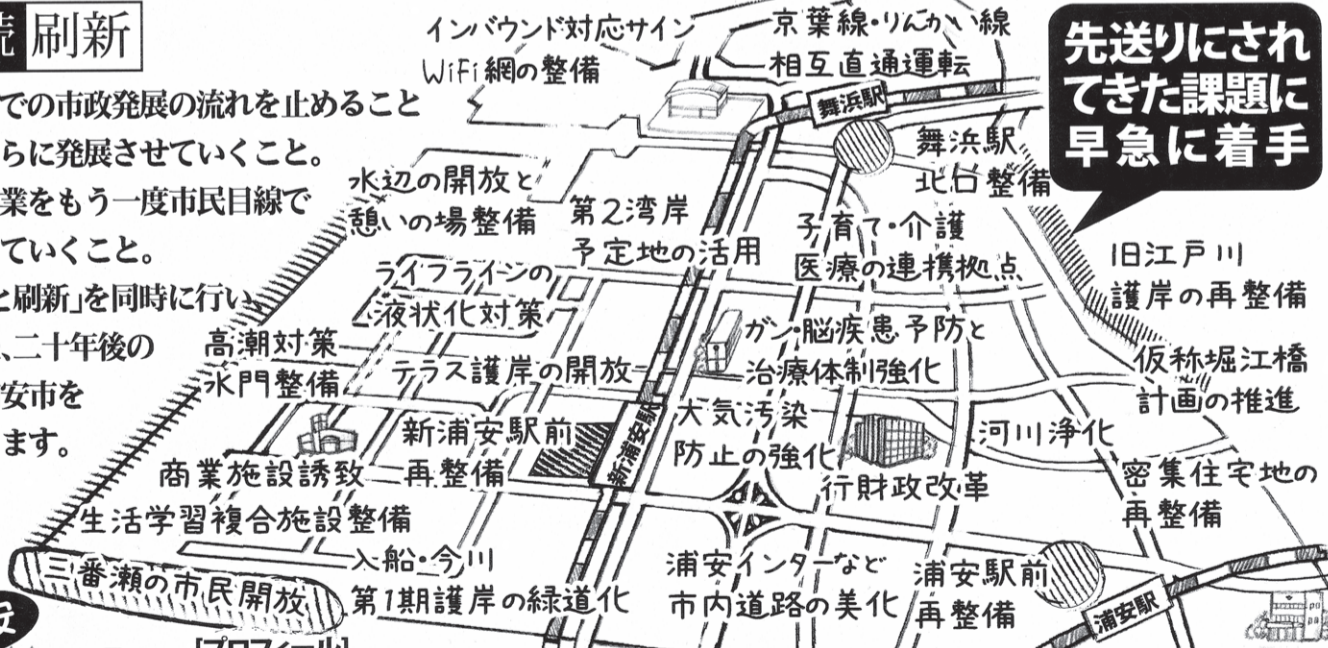 続 刷新
での市政発展の流れを止めること
らに発展させていくこと。
業をもう一度市民目線で
ていくこと。
と刷新」を同時に行い、
、二十年後の
安市を
ます。
インバウンド対応サイン
WiFi網の整備
京葉線・りんかい線
相互直通運転
先送りにされ
てきた課題に
早急に着手
舞浜駅
舞浜駅
北口整備
水辺の開放と
憩いの場整備
第2湾岸
予定地の活用
子育て・介護
医療の連携拠点
旧江戸川
護岸の再整備
ライフラインの
液状化対策
高潮対策
水門整備
テラス護岸の開放
ガン・脳疾患予防と
治療体制強化
仮称堀江橋
計画の推進
新浦安駅前
再整備
新浦安駅
大気汚染
防止の強化
行財政改革
河川浄化
密集住宅地の
再整備
商業施設誘致
生活学習複合施設整備
三番瀬の市民開放
入船・今川
第1期護岸の緑道化
浦安インターなど
市内道路の美化
浦安駅前
再整備
浦安駅
[プロフィール]